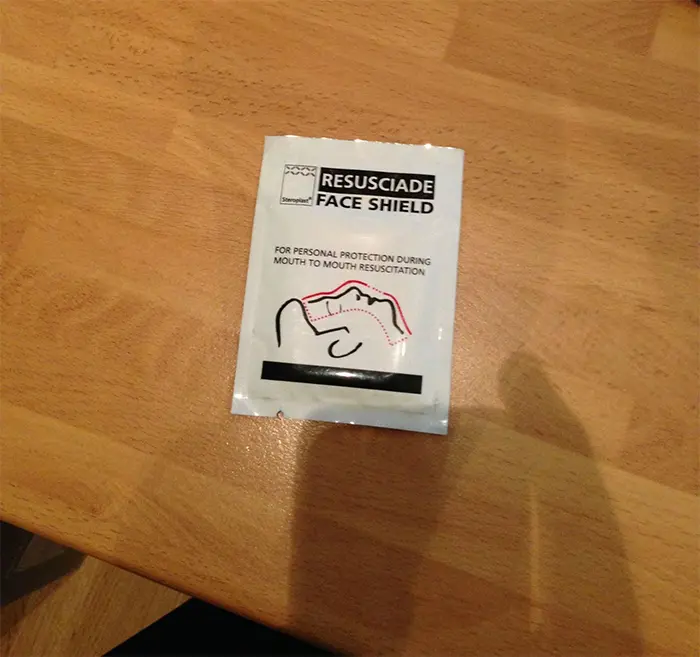 Steroplast®
RESUSCIADE
FACE SHIELD
FOR PERSONAL PROTECTION DURING
MOUTH TO MOUTH RESUSCITATION